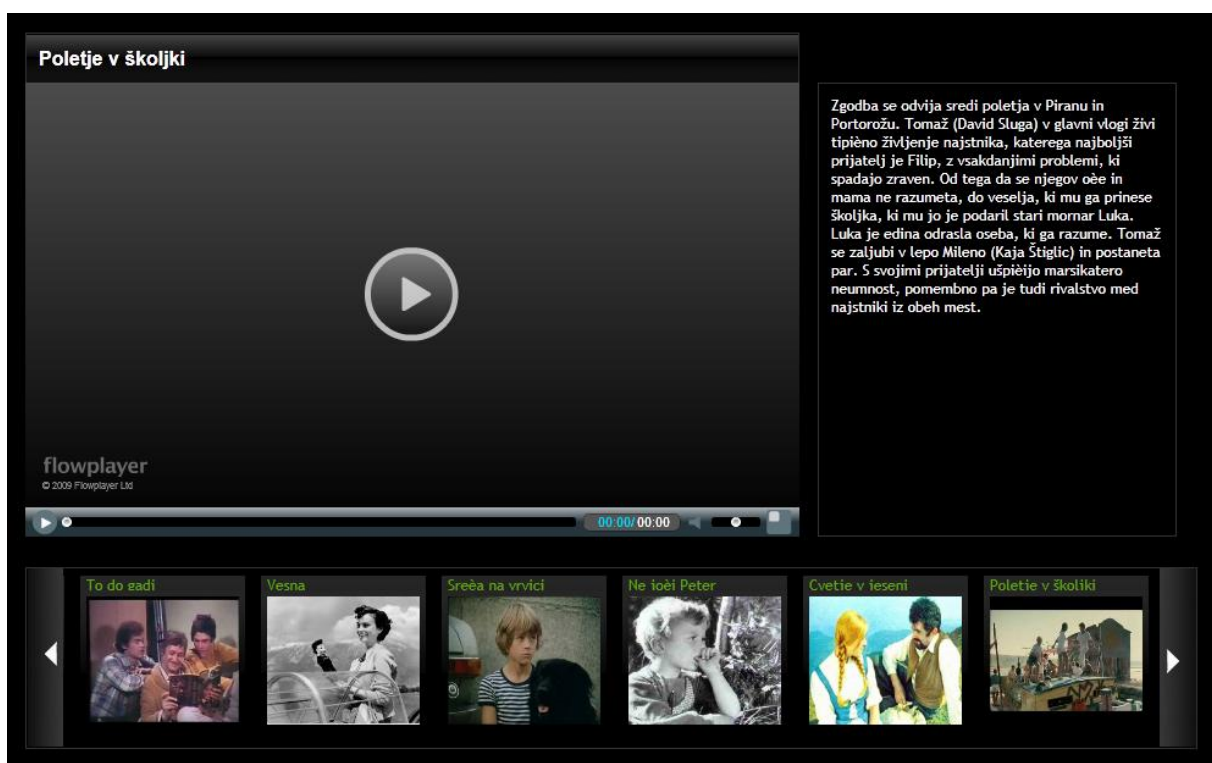 Poletje v školjki
Zgodba se odvija sredi poletja v Piranu in
Portorožu. Tomaž (David Sluga) v glavni vlogi živi
tipièno življenje najstnika, katerega najboljši
prijatelj je Filip, z vsakdanjimi problemi, ki
spadajo zraven. Od tega da se njegov oèe in
mama ne razumeta, do veselja, ki mu ga prinese
školjka, ki mu jo je podaril stari mornar Luka.
Luka je edina odrasla oseba, ki ga razume. Tomaž
se zaljubi v lepo Mileno (Kaja Štiglic) in postaneta
par. S svojimi prijatelji ušpièijo marsikatero
neumnost, pomembno pa je tudi rivalstvo med
najstniki iz obeh mest.
flowplayer
© 2009 Flowplayer Ltd
00:00/ 00:00
To do gadi
Vesna
Sreèa na vrvici
Ne joèi Peter
Cvetje v jeseni
Poletje v školjki